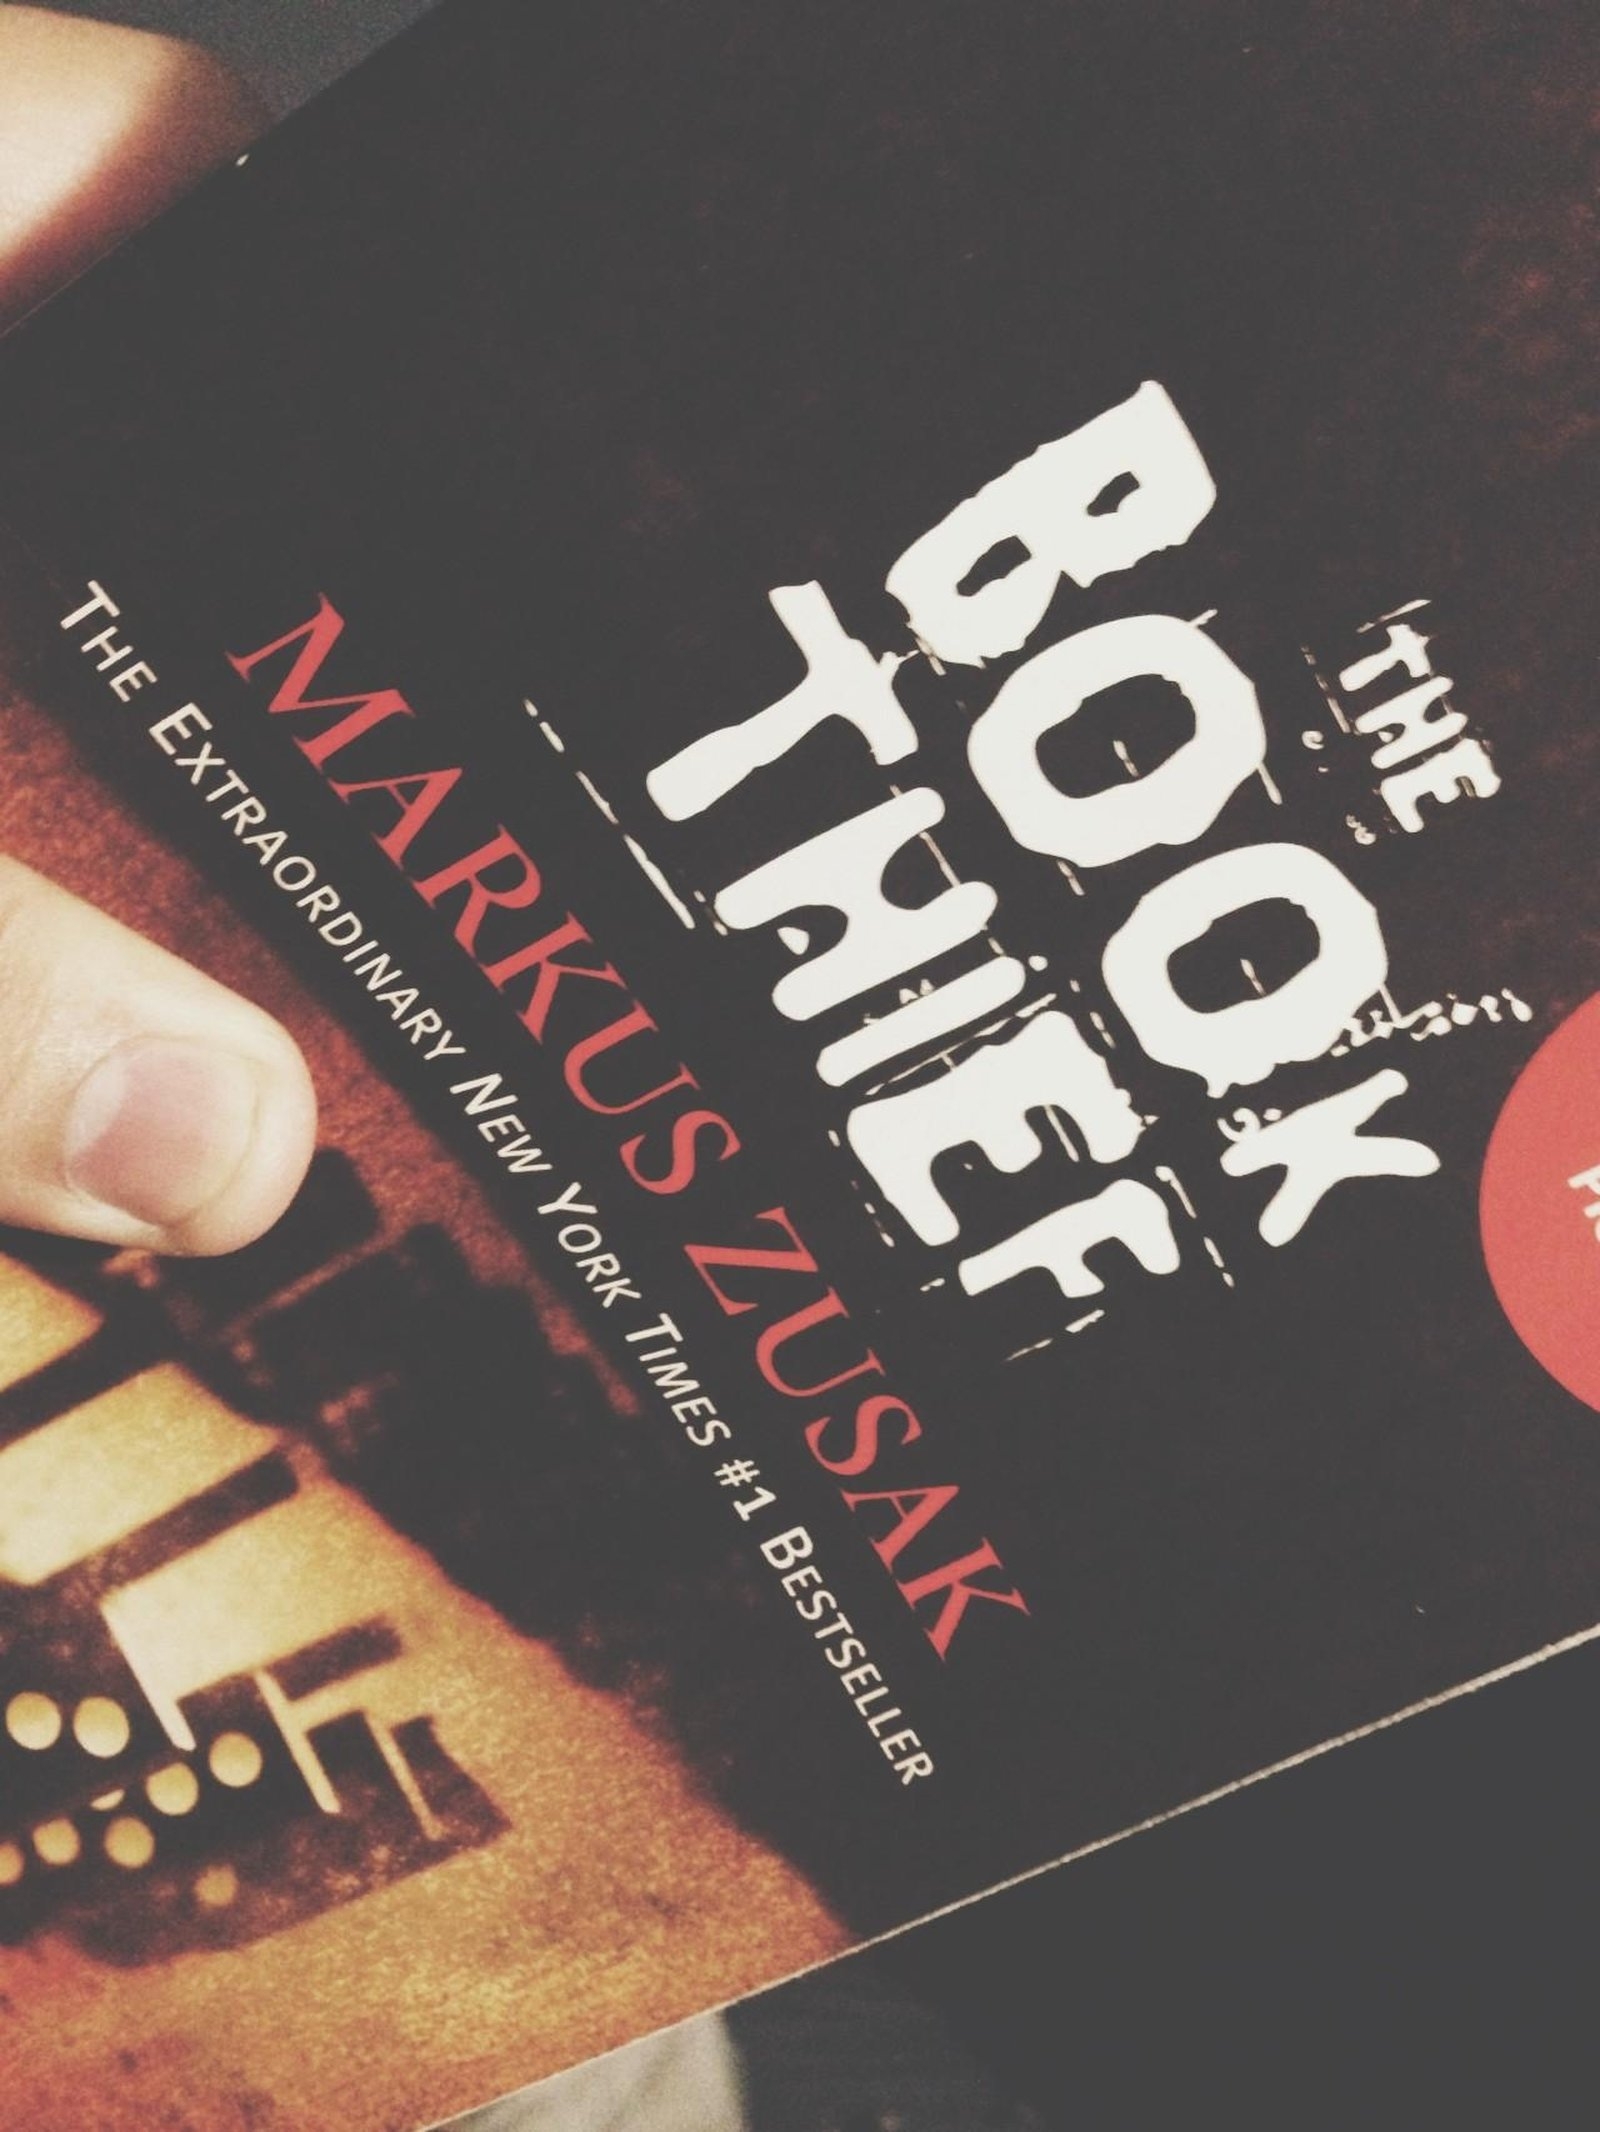 THE
BOOK
THIEF
MARKUS ZUSAK
THE EXTRAORDINARY NEW YORK TIMES #1 BESTSELLER